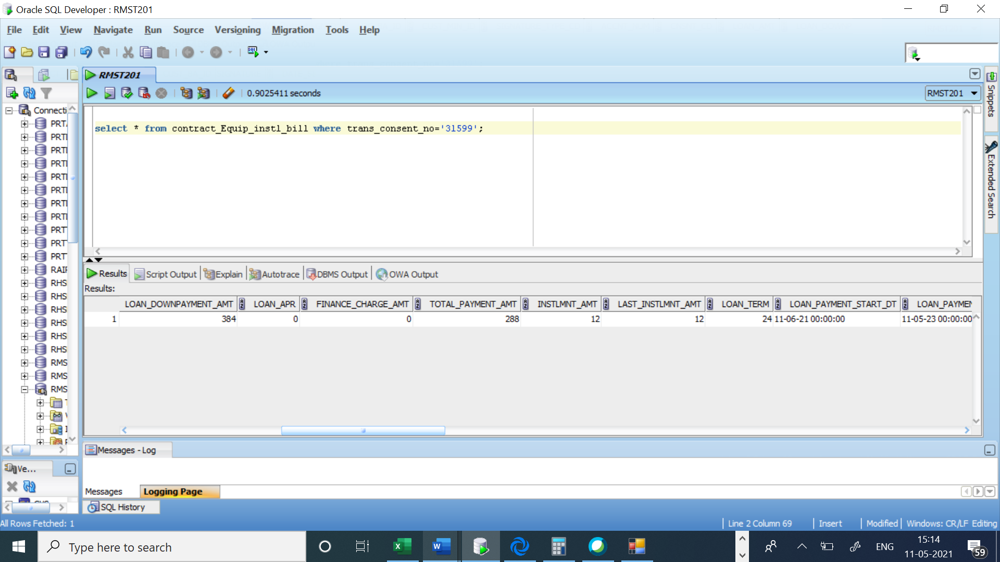 Oracle SQL Developer : RMST201
File Edit View Navigate Run Source Versioning Migration Tools Help
RMST201
0.9025411 seconds
RMST201
Snippets
Extended Search
Connecti
PRT
PRTI
PRTI
PRTI
PRTI
PRTI
PRTI
PRTI
PRT
PRT
PRT
RAIF
RHS
RHS
RHS
RHS
RHS
RHS
RMS
RMS
RMS
select * from contract_Equip_instl_bill where trans_consent_no='31599';
Results Script Output Explain Autotrace DBMS Output OWA Output
Results:
LOAN_DOWNPAYMENT_AMT LOAN_APR FINANCE_CHARGE_AMT TOTAL_PAYMENT_AMT INSTLMNT_AMT LAST_INSTLMNT_AMT LOAN_TERM LOAN_PAYMENT_START_DT LOAN_PAYMEN
1 384 0 0 288 12 12 24 11-06-21 00:00:00 11-05-23 00:00:00
Messages - Log
Ve...
Messages Logging Page
SQL History
All Rows Fetched: 1
Line 2 Column 69 Insert Modified Windows: CR/LF Editing
Type here to search
ENG
15:14
11-05-2021
59